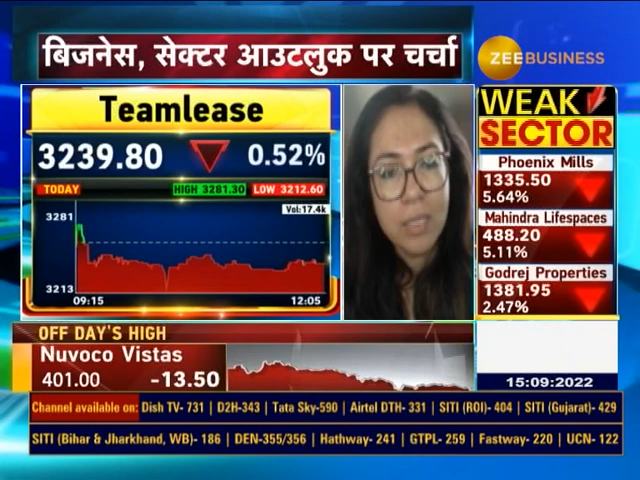 बिजनेस, सेक्टर आउटलुक पर चर्चा
ZEE BUSINESS
Teamlease
3239.80 0.52%
TODAY HIGH 3281.30 LOW 3212.60
Vol:17.4k
3281
3213
09:15 12:05
WEAK
SECTOR
Phoenix Mills
1335.50
5.64%
Mahindra Lifespaces
488.20
5.11%
Godrej Properties
1381.95
2.47%
OFF DAY'S HIGH
Nuvoco Vistas
401.00 -13.50
15:09:2022
Channel available on: Dish TV- 731 | D2H-343 | Tata Sky-590 | Airtel DTH- 331 | SITI (ROI)- 404 | SITI (Gujarat)- 429
SITI (Bihar & Jharkhand, WB)- 186 | DEN-355/356 | Hathway- 241 | GTPL- 259 | Fastway- 220 | UCN- 122